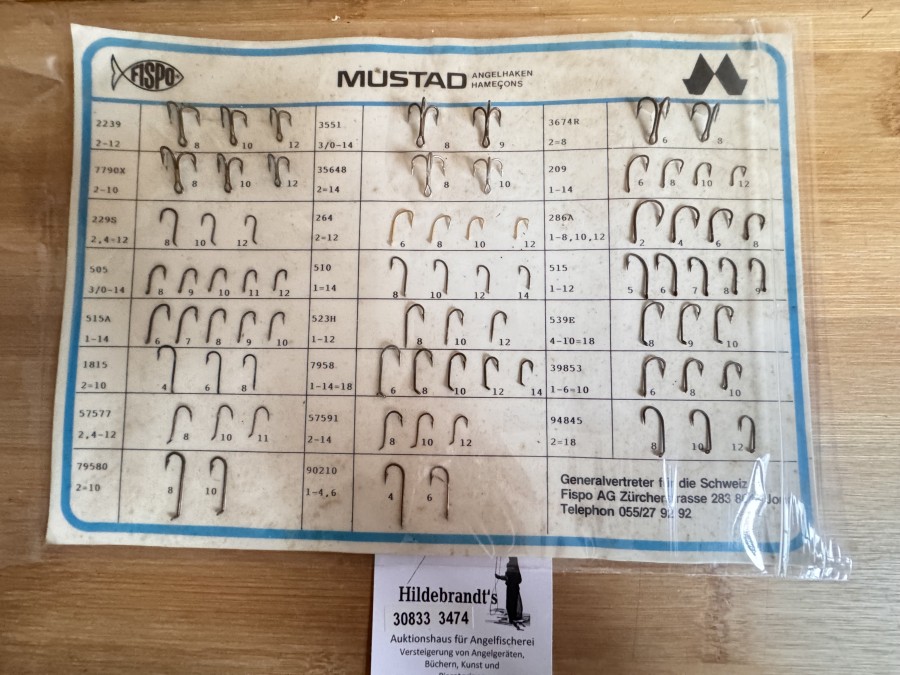 FISPO
MUSTAD ANGELHAKEN
HAMEÇONS
2239
2-12
8 10 12
3551
3/0-14
8 9
3674R
2=8
6 8
7790X
2-10
8 10 12
35648
2=14
8 10
209
1-14
6 8 10 12
229S
2,4=12
8 10 12
264
2=12
6 8 10 12
286A
1-8,10,12
2 4 6 8
505
3/0-14
8 9 10 11 12
510
1=14
8 10 12 14
515
1-12
5 6 7 8 9
515A
1-14
6 7 8 9 10
523H
1-12
8 10 12
539E
4-10=18
8 9 10
1815
2=10
4 6 8
7958
1-14=18
6 8 10 12 14
39853
1-6=10
6 8 10
57577
2,4-12
8 10 11
57591
2-14
8 10 12
94845
2=18
8 10 12
79580
2=10
8 10
90210
1-4,6
4 6
Generalvertreter für die Schweiz
Fispo AG Zürcherstrasse 283
Telephon 055/27 92 92
Hildebrandt's
30833 3474
Auktionshaus für Angelfischerei
Versteigerung von Angelgeräten,
Büchern, Kunst und